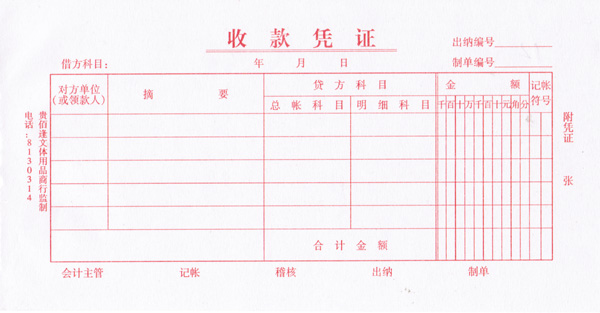 收款凭证
出纳编号
借方科目：
年 月 日
制单编号
对方单位
(或领款人)
摘 要
贷方科目
金 额
记帐
符号
总帐科目
明细科目
千百十万千百十元角分
合计金额
附凭证 张
电话：8130314
贵佰逢文体用品商行监制
会计主管 记帐 稽核 出纳 制单